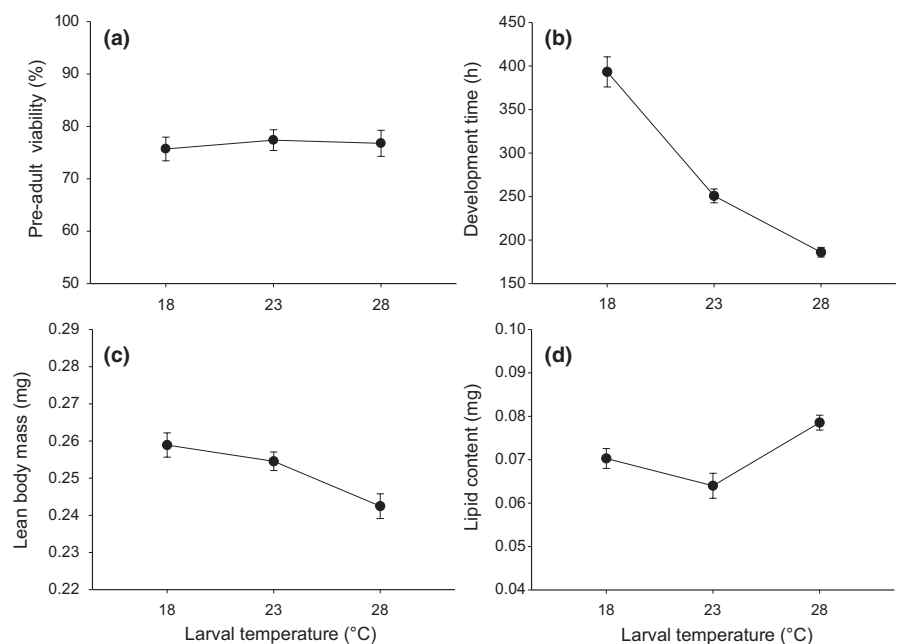 (a)
Pre-adult viability (%)
100
90
80
70
60
50
18 23 28
(b)
Development time (h)
450
400
350
300
250
200
150
18 23 28
(c)
Lean body mass (mg)
0.29
0.28
0.27
0.26
0.25
0.24
0.23
0.22
18 23 28
Larval temperature (°C)
(d)
Lipid content (mg)
0.10
0.09
0.08
0.07
0.06
0.05
0.04
18 23 28
Larval temperature (°C)